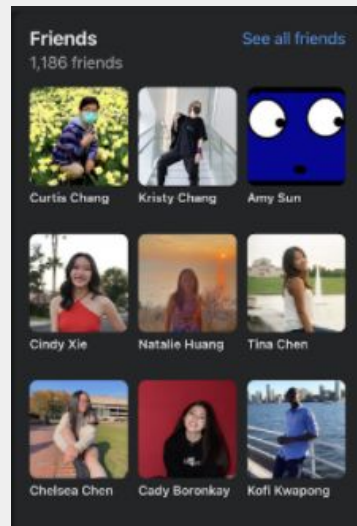 Friends
See all friends
1,186 friends
Curtis Chang
Kristy Chang
Amy Sun
Cindy Xie
Natalie Huang
Tina Chen
Chelsea Chen
Cady Boronkay
Kofi Kwapong